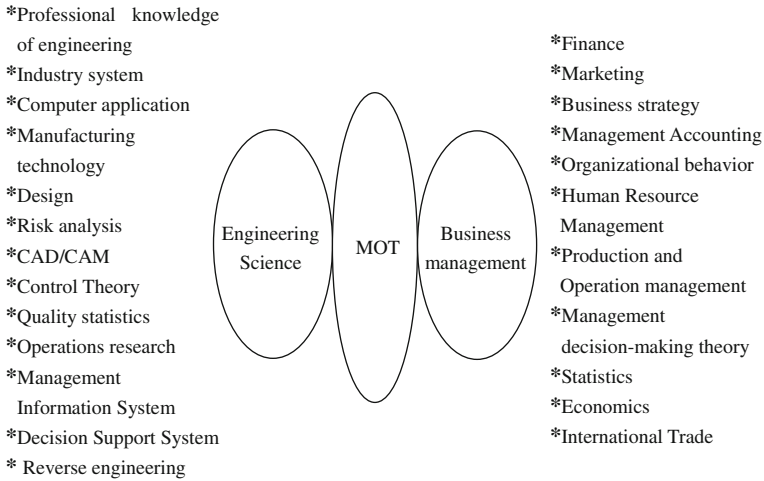 *Professional knowledge
of engineering
*Industry system
*Computer application
*Manufacturing
technology
*Design
*Risk analysis
*CAD/CAM
*Control Theory
*Quality statistics
*Operations research
*Management
Information System
*Decision Support System
* Reverse engineering
Engineering
Science
MOT
Business
management
*Finance
*Marketing
*Business strategy
*Management Accounting
*Organizational behavior
*Human Resource
Management
*Production and
Operation management
*Management
decision-making theory
*Statistics
*Economics
*International Trade